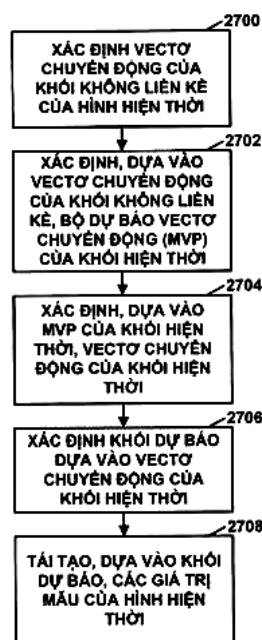 2700
XÁC ĐỊNH VECTƠ
CHUYỂN ĐỘNG CỦA
KHỐI KHÔNG LIỀN KỀ
CỦA HÌNH HIỆN THỜI
2702
XÁC ĐỊNH, DỰA VÀO
VECTƠ CHUYỂN ĐỘNG
CỦA KHỐI KHÔNG LIỀN
KỀ, BỘ DỰ BÁO VECTƠ
CHUYỂN ĐỘNG (MVP)
CỦA KHỐI HIỆN THỜI
2704
XÁC ĐỊNH, DỰA VÀO
MVP CỦA KHỐI HIỆN
THỜI, VECTƠ CHUYỂN
ĐỘNG CỦA KHỐI HIỆN
THỜI
2706
XÁC ĐỊNH KHỐI DỰ BÁO
DỰA VÀO VECTƠ
CHUYỂN ĐỘNG CỦA
KHỐI HIỆN THỜI
2708
TÁI TẠO, DỰA VÀO KHỐI
DỰ BÁO, CÁC GIÁ TRỊ
MẪU CỦA HÌNH HIỆN
THỜI